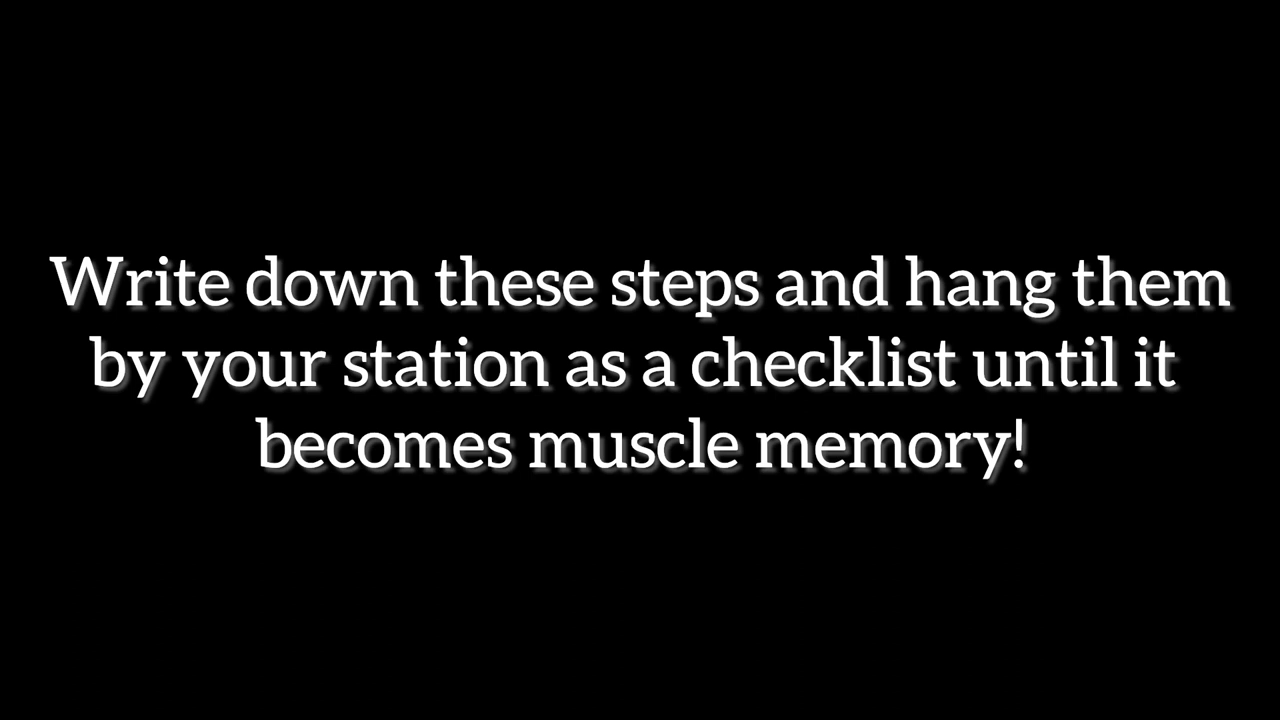 Write down these steps and hang them
by your station as a checklist until it
becomes muscle memory!